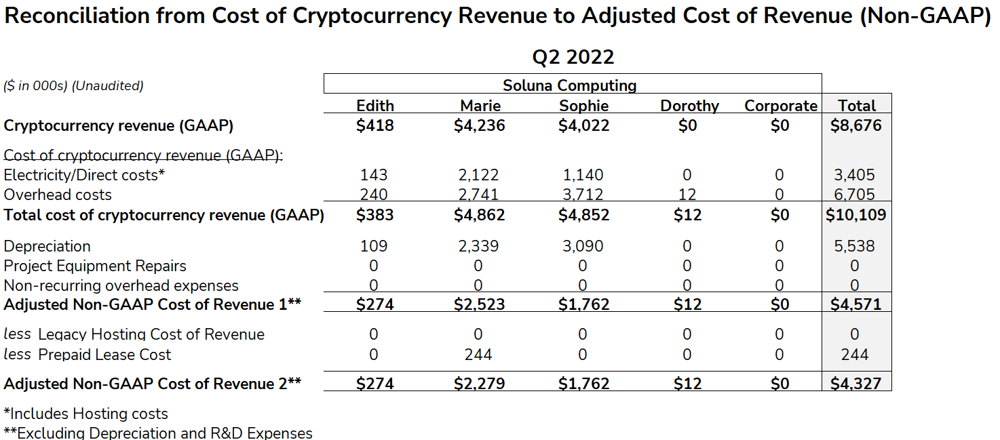 Reconciliation from Cost of Cryptocurrency Revenue to Adjusted Cost of Revenue (Non-GAAP)
Q2 2022
($ in 000s) (Unaudited) Soluna Computing
Edith Marie Sophie Dorothy Corporate Total
Cryptocurrency revenue (GAAP) $418 $4,236 $4,022 $0 $0 $8,676
Cost of cryptocurrency revenue (GAAP):
Electricity/Direct costs* 143 2,122 1,140 0 0 3,405
Overhead costs 240 2,741 3,712 12 0 6,705
Total cost of cryptocurrency revenue (GAAP) $383 $4,862 $4,852 $12 $0 $10,109
Depreciation 109 2,339 3,090 0 0 5,538
Project Equipment Repairs 0 0 0 0 0 0
Non-recurring overhead expenses 0 0 0 0 0 0
Adjusted Non-GAAP Cost of Revenue 1** $274 $2,523 $1,762 $12 $0 $4,571
less Legacy Hosting Cost of Revenue 0 0 0 0 0 0
less Prepaid Lease Cost 0 244 0 0 0 244
Adjusted Non-GAAP Cost of Revenue 2** $274 $2,279 $1,762 $12 $0 $4,327
*Includes Hosting costs
**Excluding Depreciation and R&D Expenses